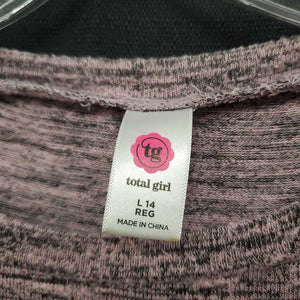 tg
total girl
L 14
REG
MADE IN CHINA